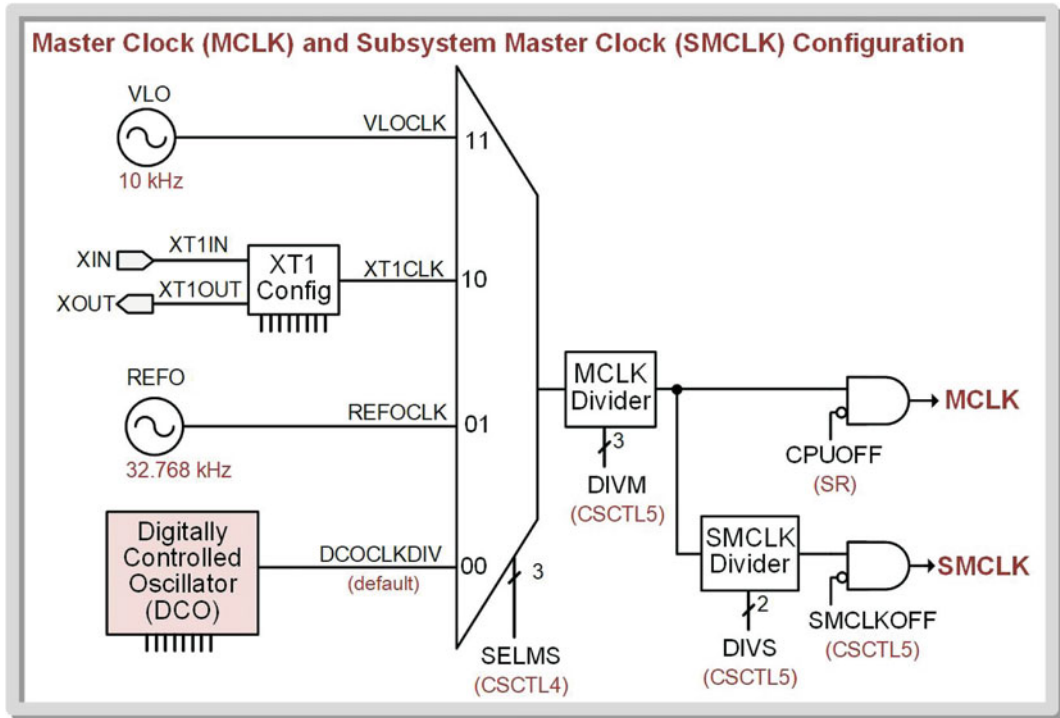 Master Clock (MCLK) and Subsystem Master Clock (SMCLK) Configuration
VLO
10 kHz
VLOCLK
11
XIN
XT1IN
XOUT
XT1OUT
XT1
Config
XT1CLK
10
REFO
32.768 kHz
REFOCLK
01
Digitally
Controlled
Oscillator
(DCO)
DCOCLKDIV
(default)
00
3
SELMS
(CSCTL4)
MCLK
Divider
3
DIVM
(CSCTL5)
CPUOFF
(SR)
MCLK
SMCLK
Divider
2
DIVS
(CSCTL5)
SMCLKOFF
(CSCTL5)
SMCLK